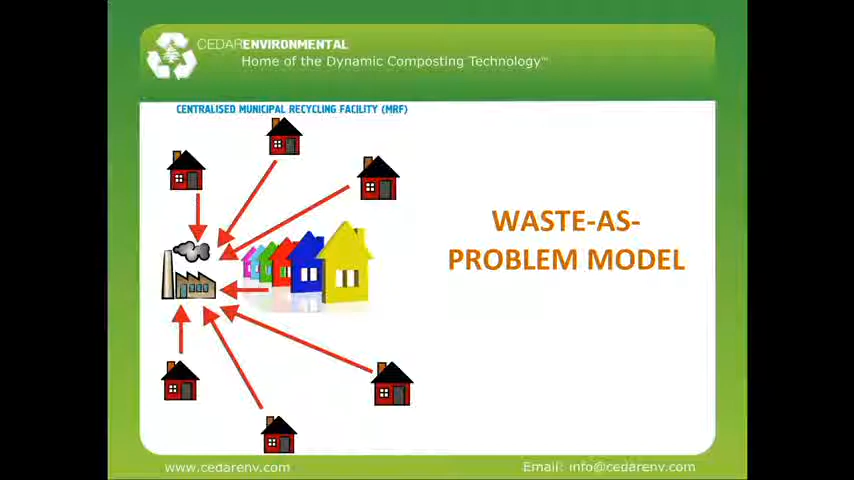 CEDARENVIRONMENTAL
Home of the Dynamic Composting Technology™
CENTRALISED MUNICIPAL RECYCLING FACILITY (MRF)
WASTE-AS-
PROBLEM MODEL
www.cedarenv.com
Email: info@cedarenv.com